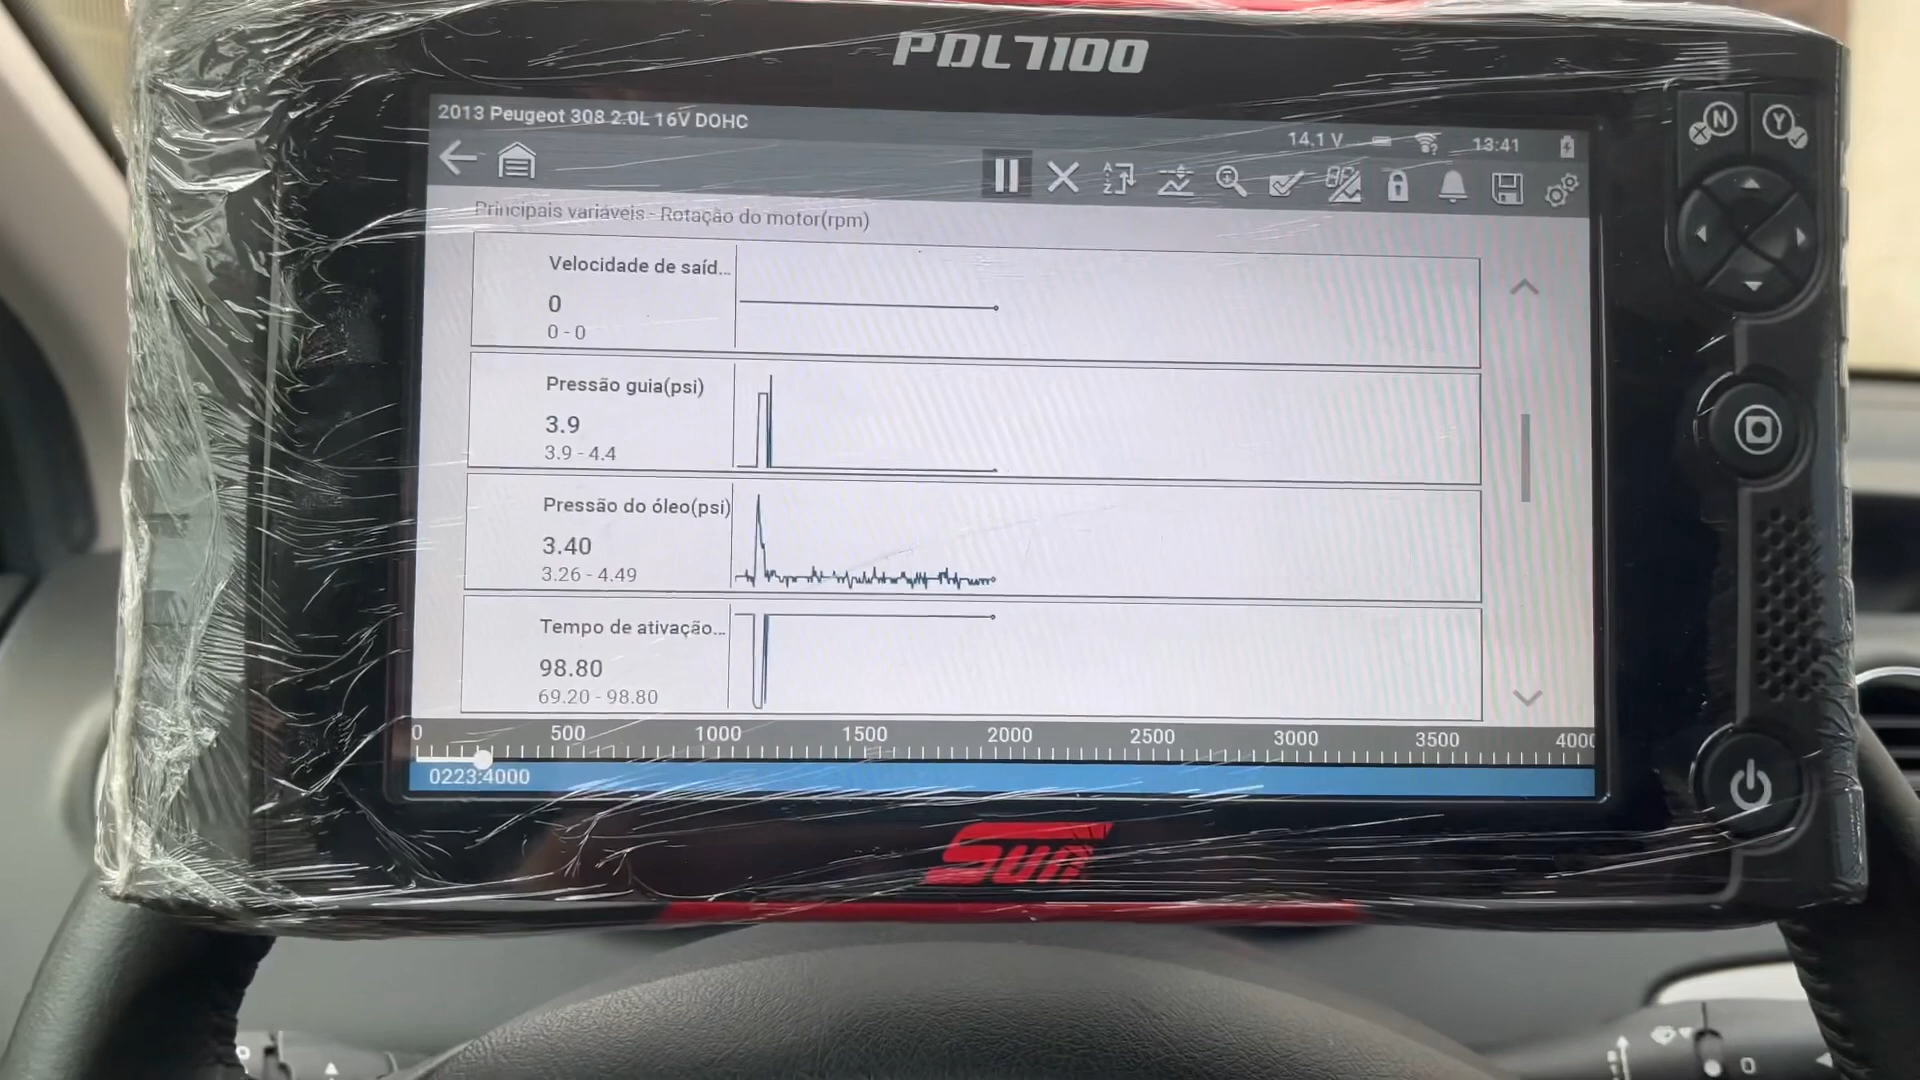 PDL7100
2013 Peugeot 308 2.0L 16V DOHC
14.1 V
13:41
Principais variáveis - Rotação do motor(rpm)
Velocidade de saíd...
0
0 - 0
Pressão guia(psi)
3.9
3.9 - 4.4
Pressão do óleo(psi)
3.40
3.26 - 4.49
Tempo de ativação...
98.80
69.20 - 98.80
0 500 1000 1500 2000 2500 3000 3500 4000
0223:4000
Sun
N
Y